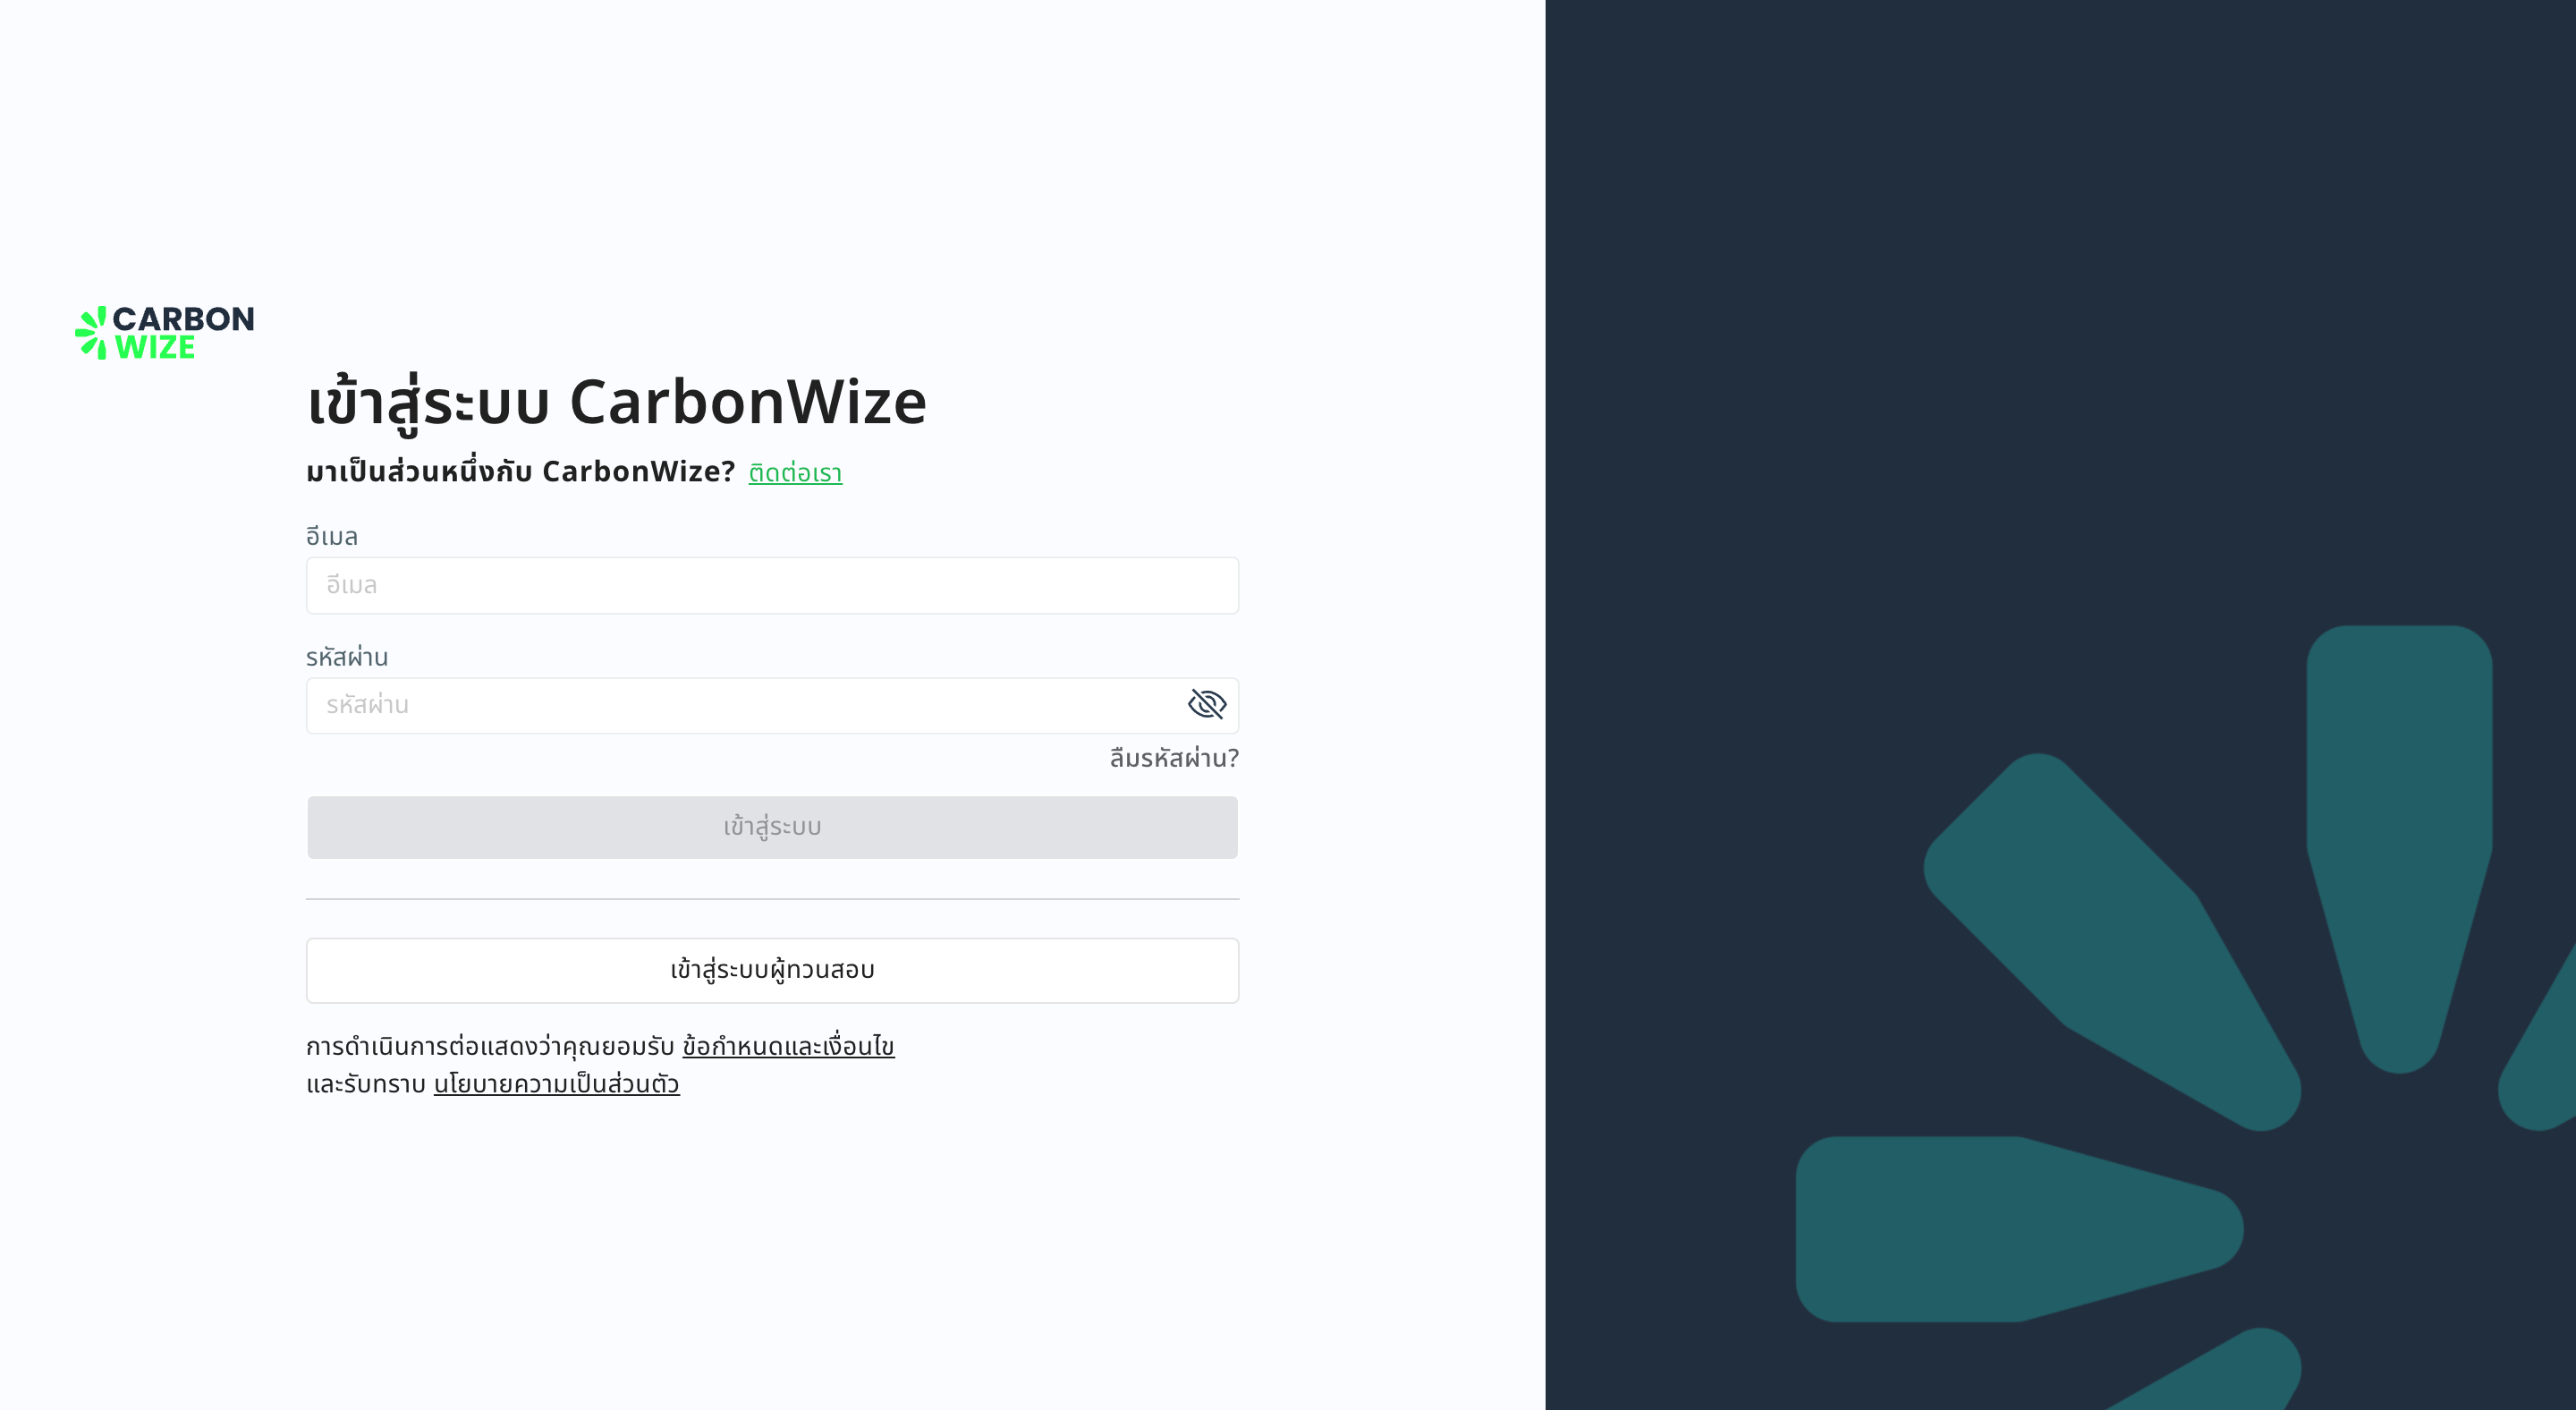 CARBON
WIZE
เข้าสู่ระบบ CarbonWize
มาเป็นส่วนหนึ่งกับ CarbonWize? ติดต่อเรา
อีเมล
อีเมล
รหัสผ่าน
รหัสผ่าน
ลืมรหัสผ่าน?
เข้าสู่ระบบ
เข้าสู่ระบบผู้ทวนสอบ
การดำเนินการต่อแสดงว่าคุณยอมรับ ข้อกำหนดและเงื่อนไข
และรับทราบ นโยบายความเป็นส่วนตัว